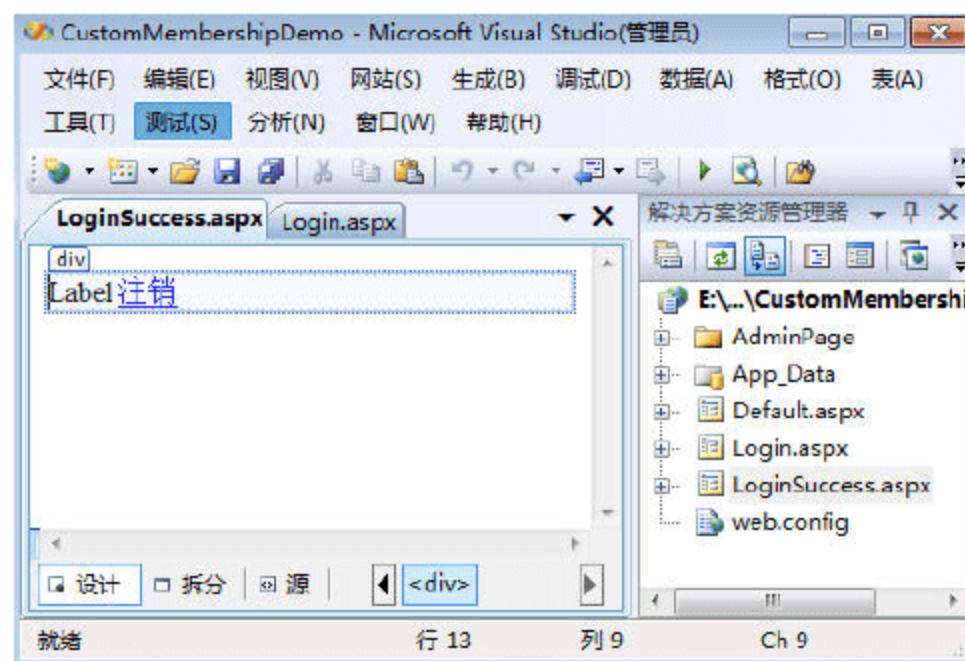 CustomMembershipDemo - Microsoft Visual Studio(管理员)
文件(F) 编辑(E) 视图(V) 网站(S) 生成(B) 调试(D) 数据(A) 格式(O) 表(A)
工具(T) 测试(S) 分析(N) 窗口(W) 帮助(H)
LoginSuccess.aspx Login.aspx
div
Label 注销
设计 拆分 源 <div>
解决方案资源管理器
E:\...\CustomMembershi
AdminPage
App_Data
Default.aspx
Login.aspx
LoginSuccess.aspx
web.config
就绪 行 13 列 9 Ch 9